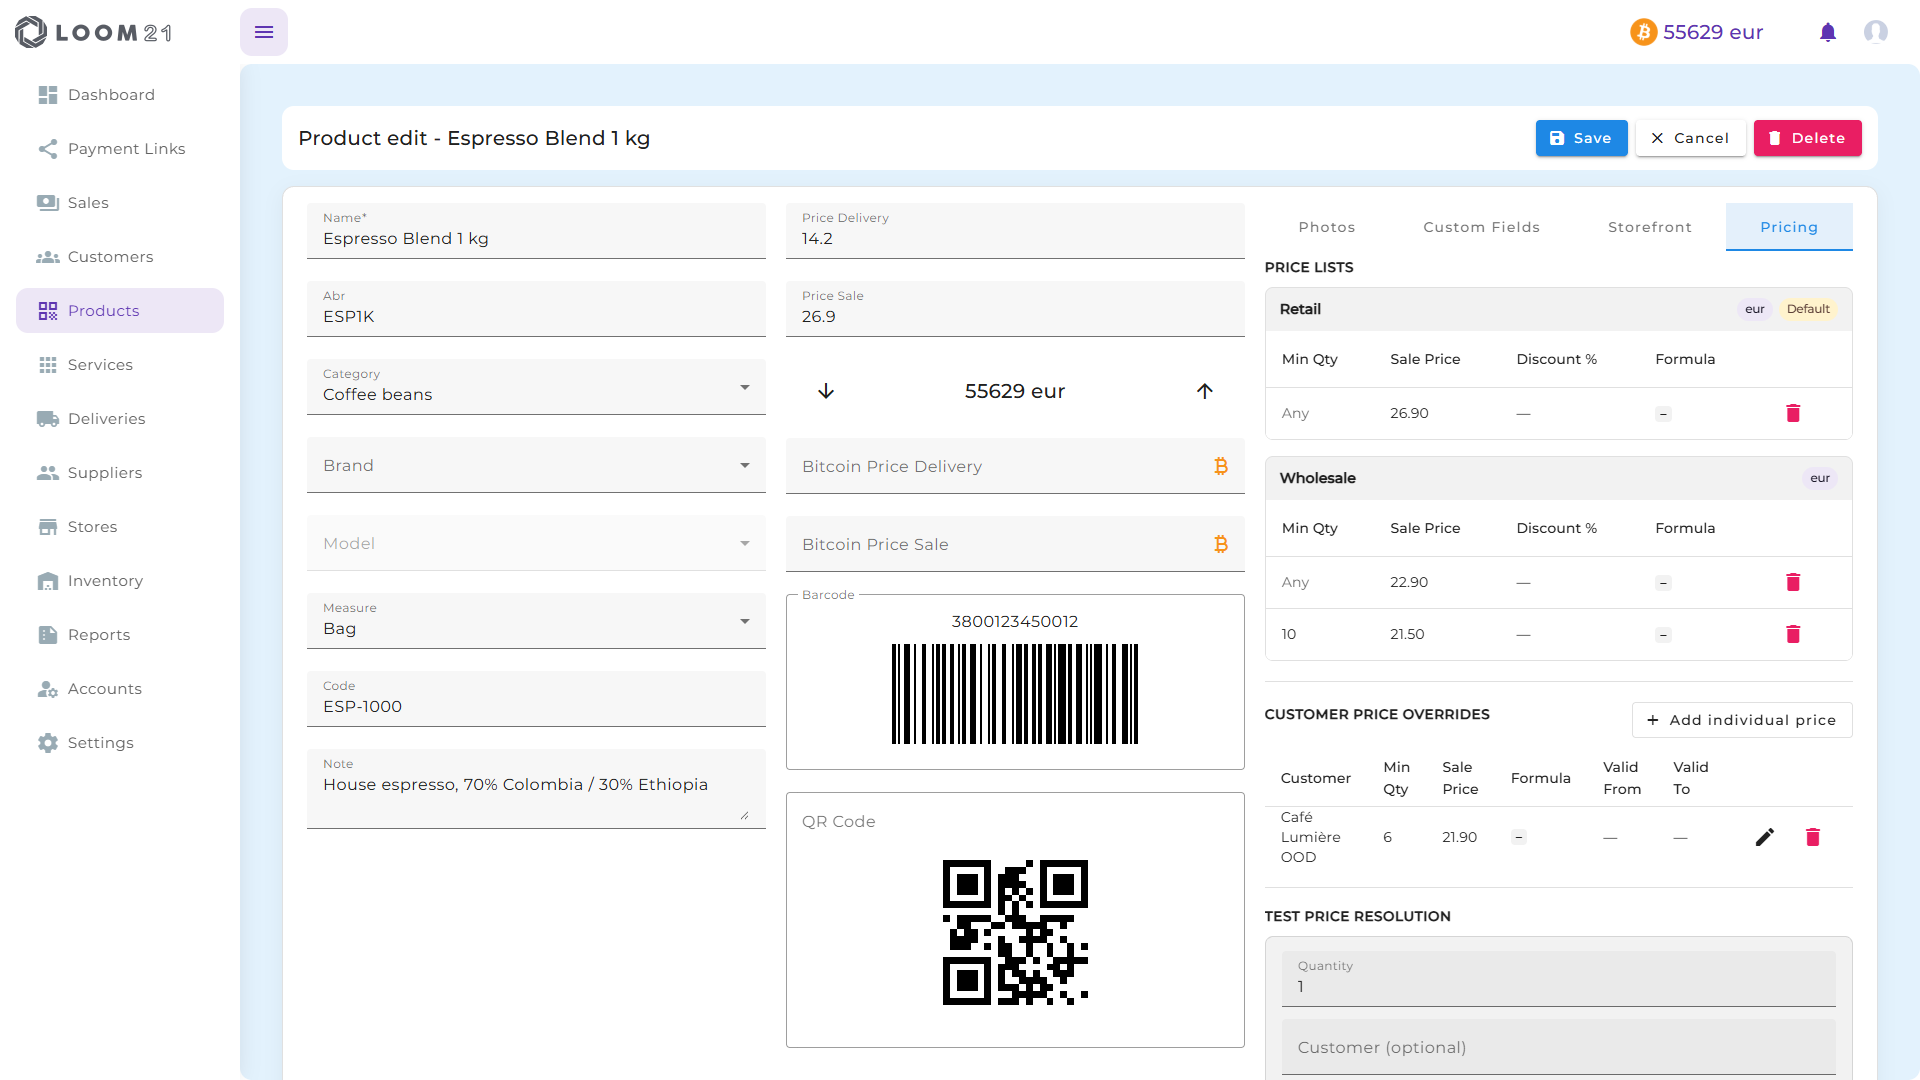 LOOM21
55629 eur
Dashboard
Payment Links
Sales
Customers
Products
Services
Deliveries
Suppliers
Stores
Inventory
Reports
Accounts
Settings
Product edit - Espresso Blend 1 kg
Save
Cancel
Delete
Name*
Espresso Blend 1 kg
Abr
ESP1K
Category
Coffee beans
Brand
Model
Measure
Bag
Code
ESP-1000
Note
House espresso, 70% Colombia / 30% Ethiopia
Price Delivery
14.2
Price Sale
26.9
55629 eur
Bitcoin Price Delivery
Bitcoin Price Sale
Barcode
3800123450012
QR Code
Photos
Custom Fields
Storefront
Pricing
PRICE LISTS
Retail
eur
Default
Min Qty Sale Price Discount % Formula
Any 26.90 — –
Wholesale
eur
Min Qty Sale Price Discount % Formula
Any 22.90 — –
10 21.50 — –
CUSTOMER PRICE OVERRIDES
+ Add individual price
Customer
Min
Qty
Sale
Price
Formula
Valid
From
Valid
To
Café
Lumière
OOD
6 21.90 – — —
TEST PRICE RESOLUTION
Quantity
1
Customer (optional)